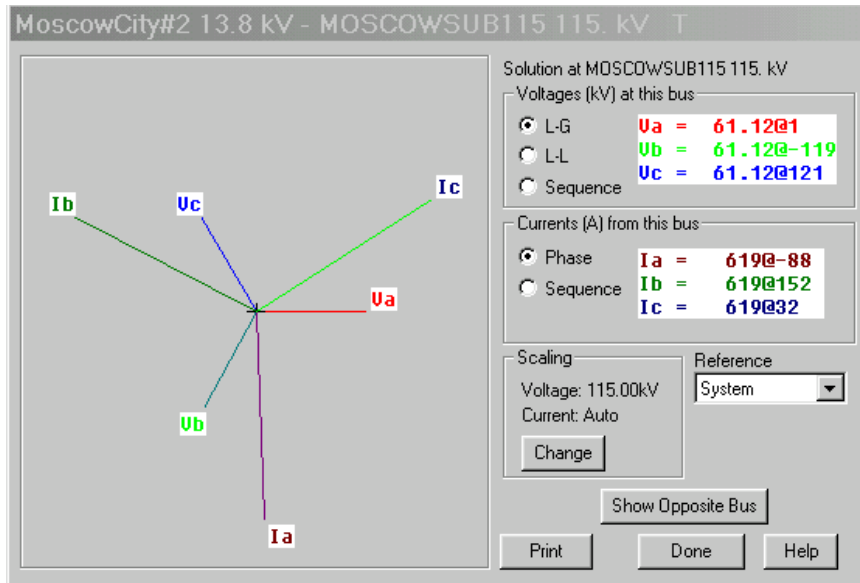 MoscowCity#2 13.8 kV - MOSCOWSUB115 115. kV T
Solution at MOSCOWSUB115 115. kV
Voltages (kV) at this bus
L-G
L-L
Sequence
Va = 61.12@1
Vb = 61.12@-119
Vc = 61.12@121
Currents (A) from this bus
Phase
Sequence
Ia = 619@-88
Ib = 619@152
Ic = 619@32
Scaling
Voltage: 115.00kV
Current: Auto
Change
Reference
System
Show Opposite Bus
Print
Done
Help
Ib
Vc
Ic
Va
Vb
Ia